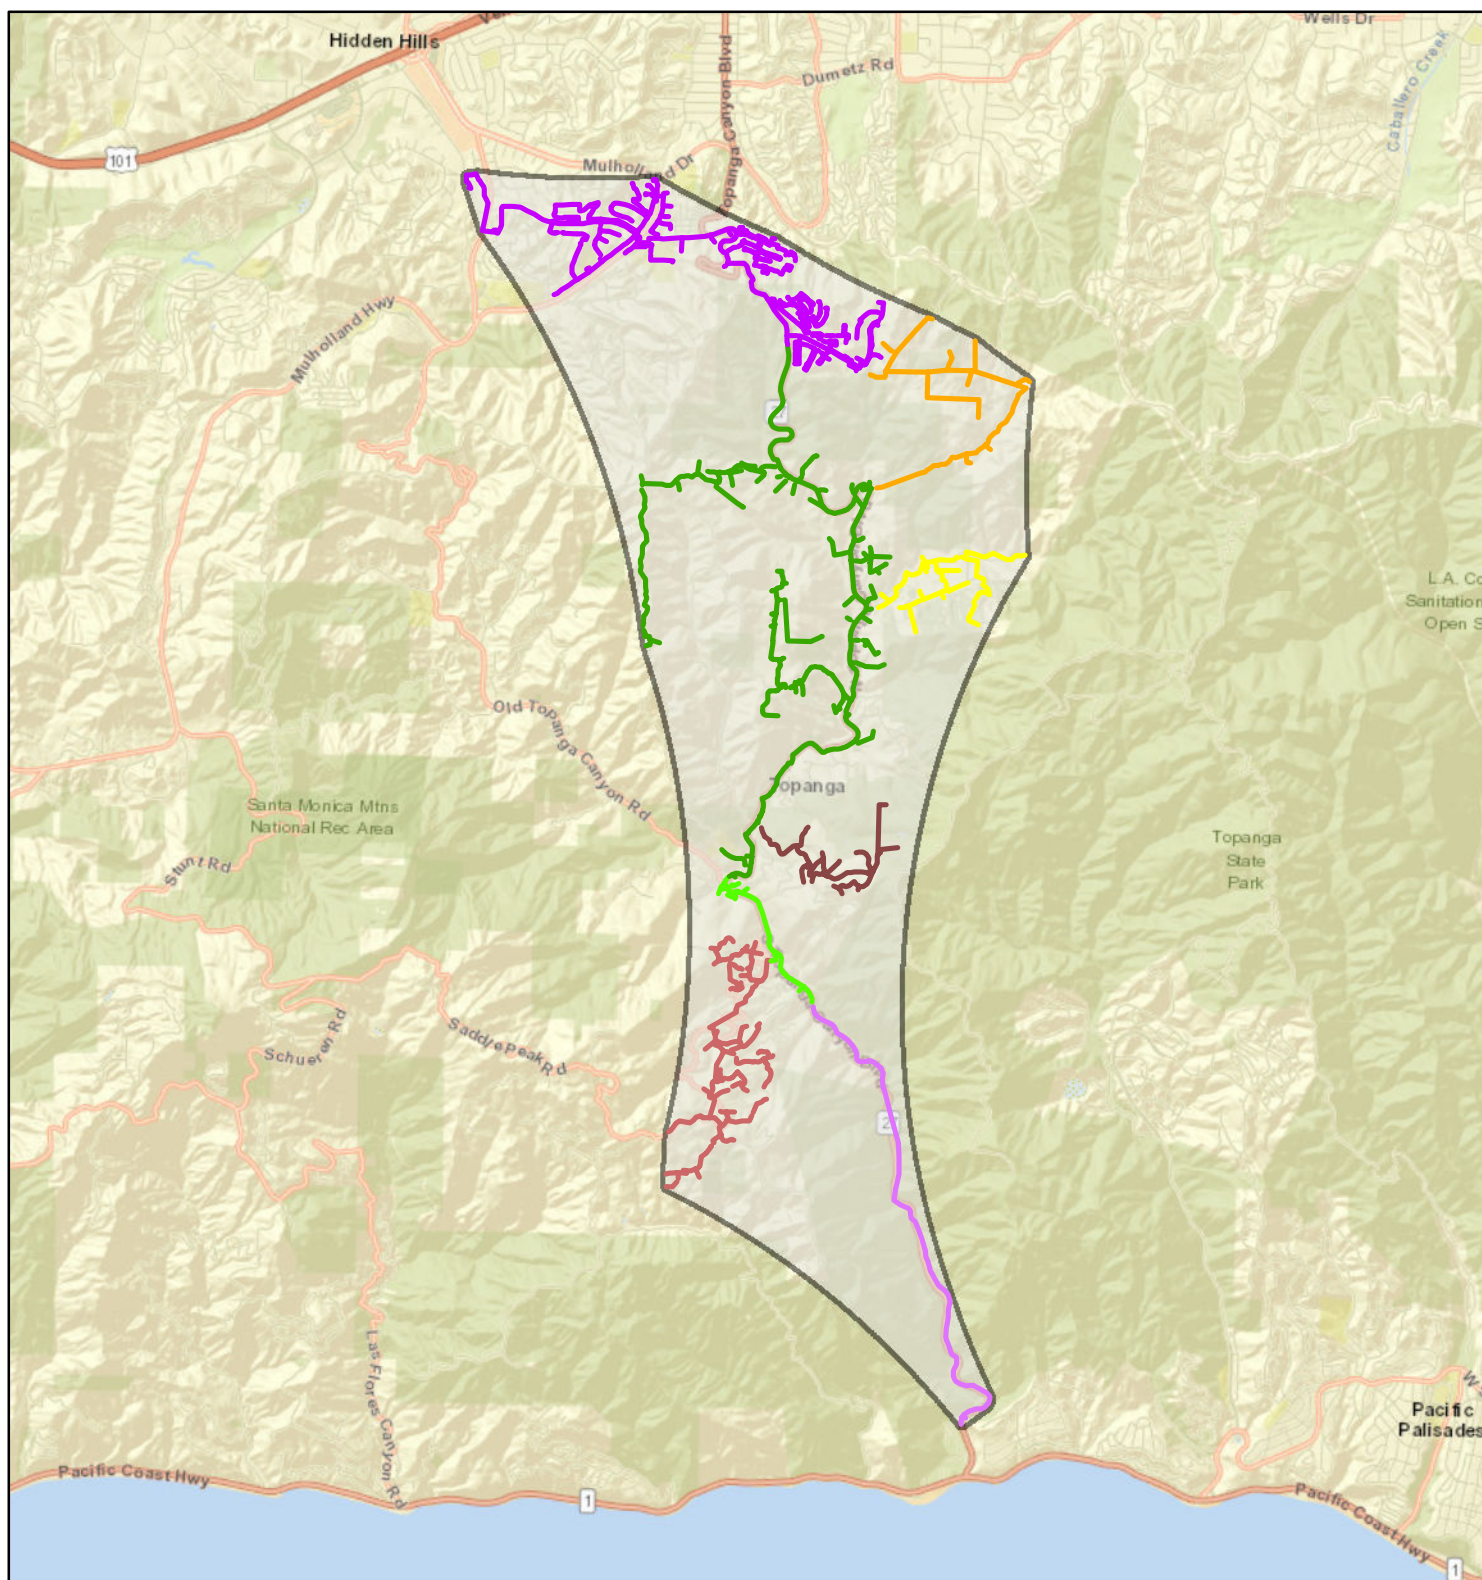 Wells Dr
Hidden Hills
Dumetz Rd
Caballero Creek
Topanga Canyon Blvd
101
Mulholland Dr
Mulholland Hwy
L.A. Co
Sanitation
Open S
Old Topanga Canyon Rd
Topanga
Santa Monica Mtns
National Rec Area
Stunt Rd
Topanga
State
Park
Schueren Rd
Saddle Peak Rd
2
Las Flores Canyon Rd
Pacific
Palisades
Pacific Coast Hwy
1
Pacific Coast Hwy
1